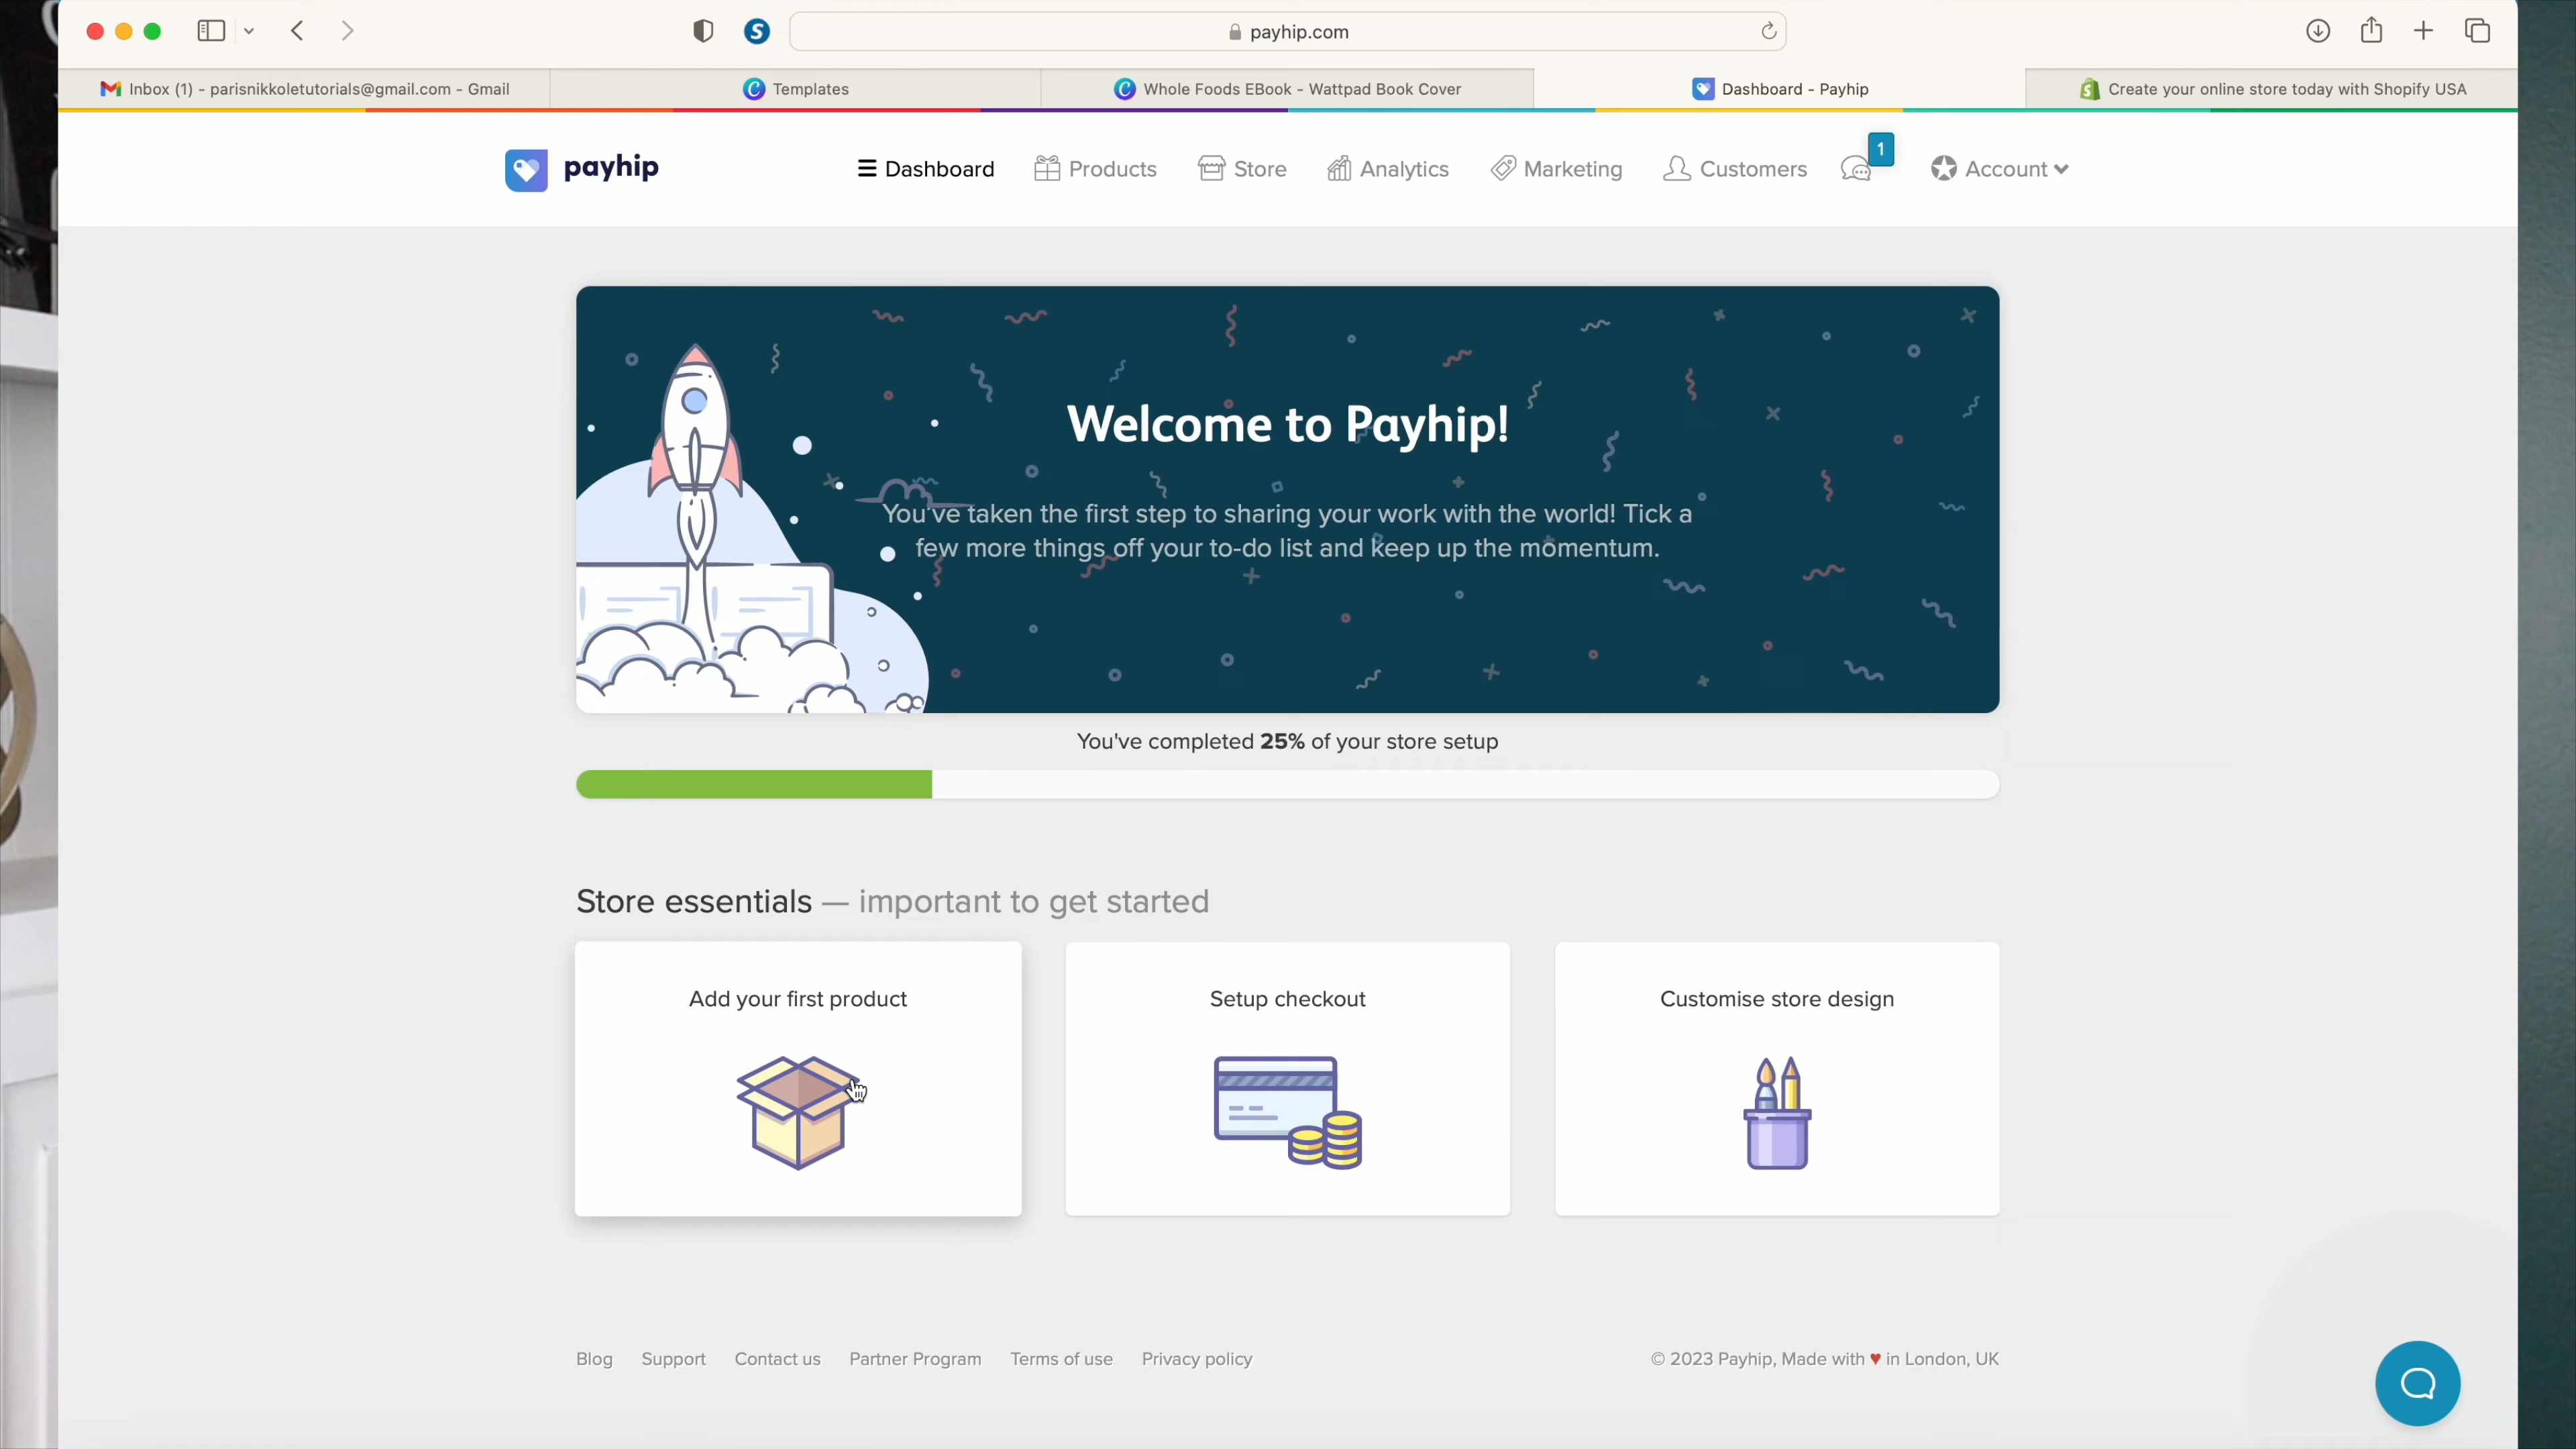 payhip.com
Inbox (1) - parisnikkoletutorials@gmail.com - Gmail
Templates
Whole Foods EBook - Wattpad Book Cover
Dashboard - Payhip
Create your online store today with Shopify USA
payhip
Dashboard
Products
Store
Analytics
Marketing
Customers
1
Account
Welcome to Payhip!
You've taken the first step to sharing your work with the world! Tick a
few more things off your to-do list and keep up the momentum.
You've completed 25% of your store setup
Store essentials — important to get started
Add your first product
Setup checkout
Customise store design
Blog
Support
Contact us
Partner Program
Terms of use
Privacy policy
© 2023 Payhip, Made with ♥ in London, UK